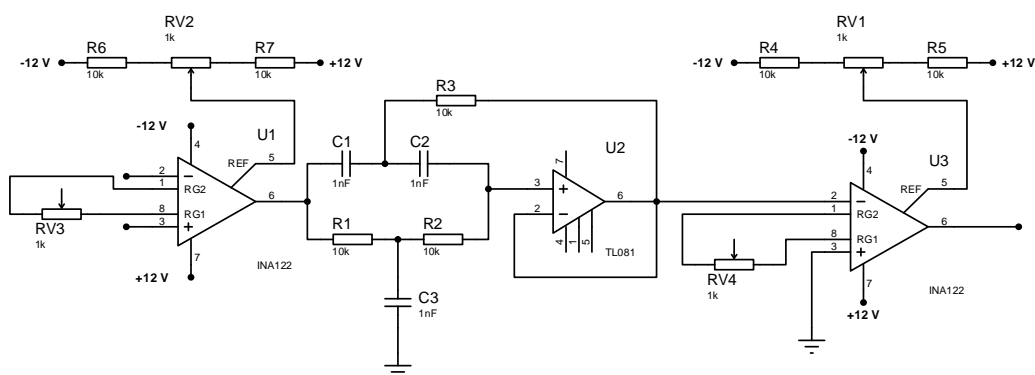 RV2
1k
R6
10k
R7
10k
-12 V
+12 V
-12 V
4
U1
REF
5
2
1
RG2
8
RG1
3
6
7
RV3
1k
+12 V
INA122
R3
10k
C1
1nF
C2
1nF
R1
10k
R2
10k
C3
1nF
U2
7
3
2
6
4
1
5
TL081
RV1
1k
R4
10k
R5
10k
-12 V
+12 V
-12 V
4
U3
REF
5
2
1
RG2
8
RG1
3
6
7
RV4
1k
+12 V
INA122